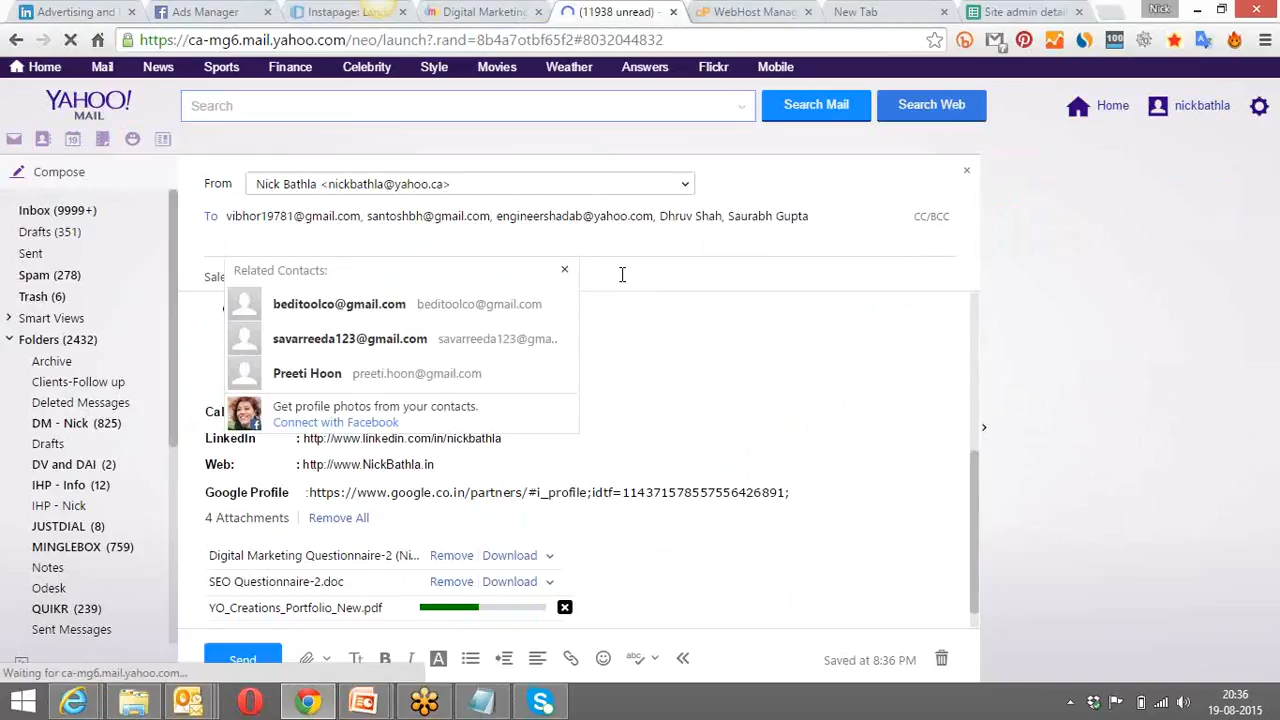 Advertising and
Ads Manager
Instapage: Land
Digital Marketing
(11938 unread) -
WebHost Manag
New Tab
Site admin detai
Nick
https://ca-mg6.mail.yahoo.com/neo/launch?.rand=8b4a7otbf65f2#8032044832
Home Mail News Sports Finance Celebrity Style Movies Weather Answers Flickr Mobile
YAHOO!
MAIL
Search
Search Mail
Search Web
Home
nickbathla
Compose
Inbox (9999+)
Drafts (351)
Sent
Spam (278)
Trash (6)
Smart Views
Folders (2432)
Archive
Clients-Follow up
Deleted Messages
DM - Nick (825)
Drafts
DV and DAI (2)
IHP - Info (12)
IHP - Nick
JUSTDIAL (8)
MINGLEBOX (759)
Notes
Odesk
QUIKR (239)
Sent Messages
From Nick Bathla <nickbathla@yahoo.ca>
To vibhor19781@gmail.com, santoshbh@gmail.com, engineershadab@yahoo.com, Dhruv Shah, Saurabh Gupta
CC/BCC
Sale
Related Contacts:
beditoolco@gmail.com beditoolco@gmail.com
savarreeda123@gmail.com savarreeda123@gma..
Preeti Hoon preeti.hoon@gmail.com
Get profile photos from your contacts.
Connect with Facebook
Cal
LinkedIn : http://www.linkedin.com/in/nickbathla
Web: : http://www.NickBathla.in
Google Profile :https://www.google.co.in/partners/#i_profile;idtf=114371578557556426891;
4 Attachments Remove All
Digital Marketing Questionnaire-2 (Ni... Remove Download
SEO Questionnaire-2.doc Remove Download
YO_Creations_Portfolio_New.pdf
Send
Saved at 8:36 PM
Waiting for ca-mg6.mail.yahoo.com...
20:36
19-08-2015